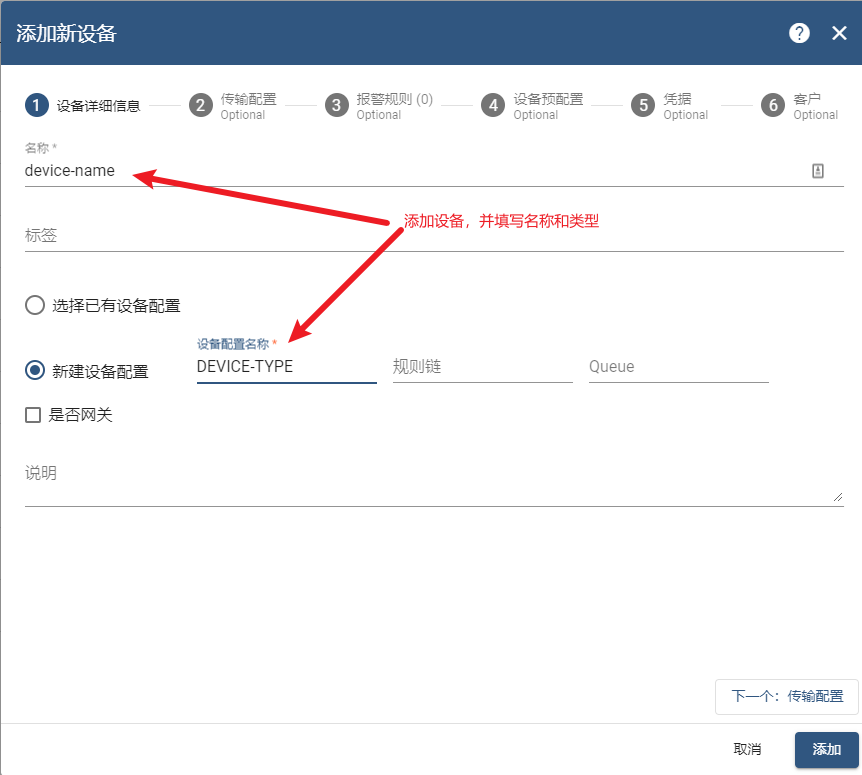 添加新设备
1 设备详细信息
2 传输配置
Optional
3 报警规则 (0)
Optional
4 设备预配置
Optional
5 凭据
Optional
6 客户
Optional
名称 *
device-name
添加设备，并填写名称和类型
标签
选择已有设备配置
设备配置名称 *
新建设备配置 DEVICE-TYPE 规则链 Queue
是否网关
说明
下一个：传输配置
取消 添加